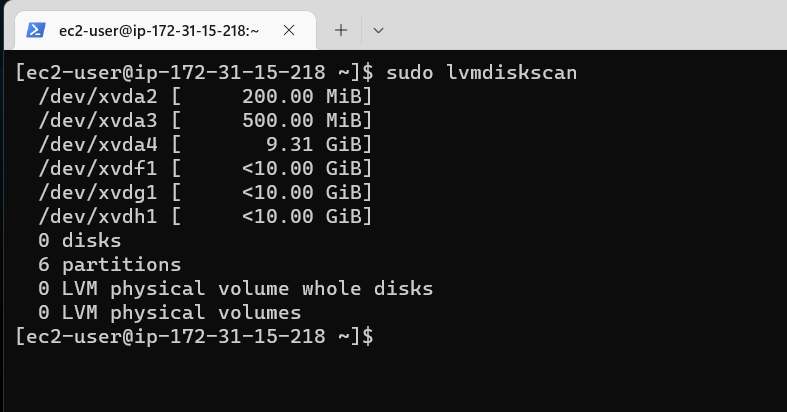 ec2-user@ip-172-31-15-218:~
[ec2-user@ip-172-31-15-218 ~]$ sudo lvmdiskscan
  /dev/xvda2 [     200.00 MiB]
  /dev/xvda3 [     500.00 MiB]
  /dev/xvda4 [       9.31 GiB]
  /dev/xvdf1 [     <10.00 GiB]
  /dev/xvdg1 [     <10.00 GiB]
  /dev/xvdh1 [     <10.00 GiB]
  0 disks
  6 partitions
  0 LVM physical volume whole disks
  0 LVM physical volumes
[ec2-user@ip-172-31-15-218 ~]$